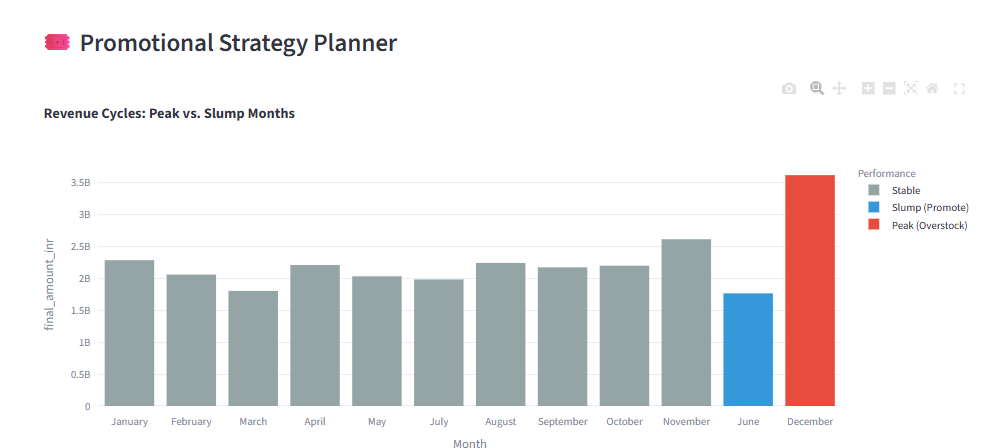 Promotional Strategy Planner
Revenue Cycles: Peak vs. Slump Months
Performance
Stable
Slump (Promote)
Peak (Overstock)
final_amount_inr
3.5B
3B
2.5B
2B
1.5B
1B
0.5B
0
January February March April May July August September October November June December
Month